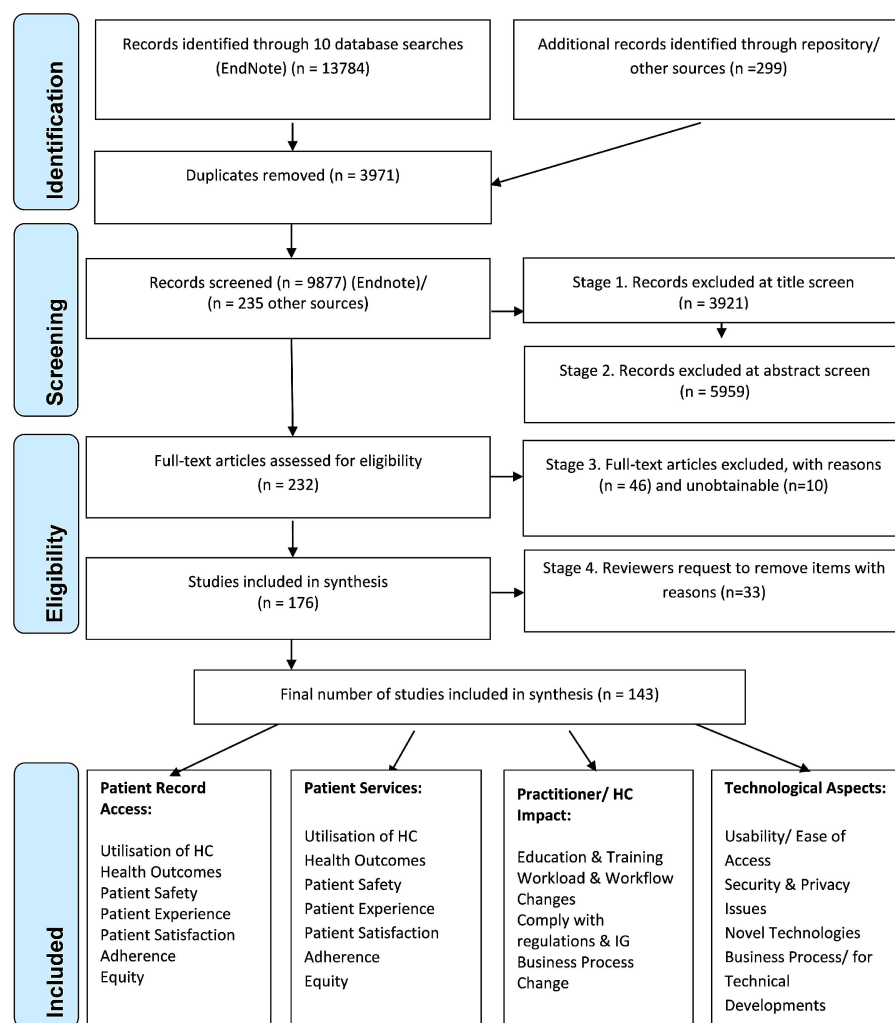 Identification
Records identified through 10 database searches
(EndNote) (n = 13784)
Additional records identified through repository/
other sources (n =299)
Duplicates removed (n = 3971)
Screening
Records screened (n = 9877) (Endnote)/
(n = 235 other sources)
Stage 1. Records excluded at title screen
(n = 3921)
Stage 2. Records excluded at abstract screen
(n = 5959)
Eligibility
Full-text articles assessed for eligibility
(n = 232)
Stage 3. Full-text articles excluded, with reasons
(n = 46) and unobtainable (n=10)
Studies included in synthesis
(n = 176)
Stage 4. Reviewers request to remove items with
reasons (n=33)
Final number of studies included in synthesis (n = 143)
Included
Patient Record
Access:
Utilisation of HC
Health Outcomes
Patient Safety
Patient Experience
Patient Satisfaction
Adherence
Equity
Patient Services:
Utilisation of HC
Health Outcomes
Patient Safety
Patient Experience
Patient Satisfaction
Adherence
Equity
Practitioner/ HC
Impact:
Education & Training
Workload & Workflow
Changes
Comply with
regulations & IG
Business Process
Change
Technological Aspects:
Usability/ Ease of
Access
Security & Privacy
Issues
Novel Technologies
Business Process/ for
Technical
Developments